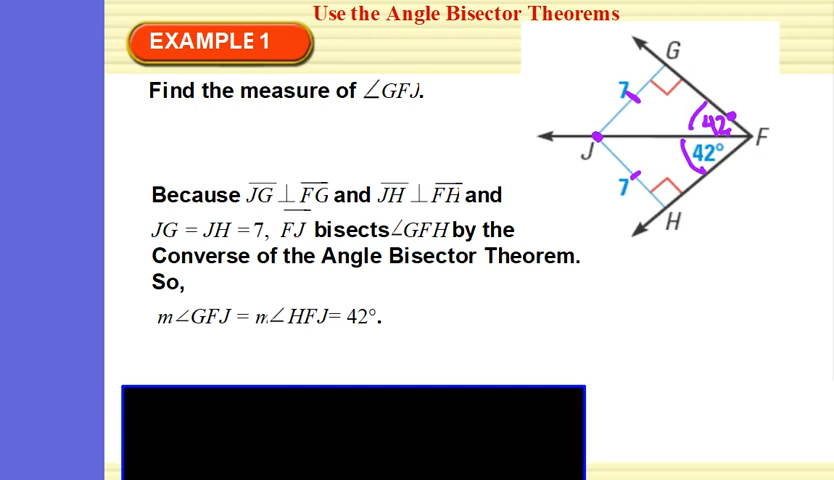 Use the Angle Bisector Theorems
EXAMPLE 1
Find the measure of ∠GFJ.
G
7
42°
F
J
42°
7
H
Because JG ⊥ FG and JH ⊥ FH and
JG = JH = 7, FJ bisects ∠GFH by the
Converse of the Angle Bisector Theorem.
So,
m∠GFJ = m∠HFJ = 42°.